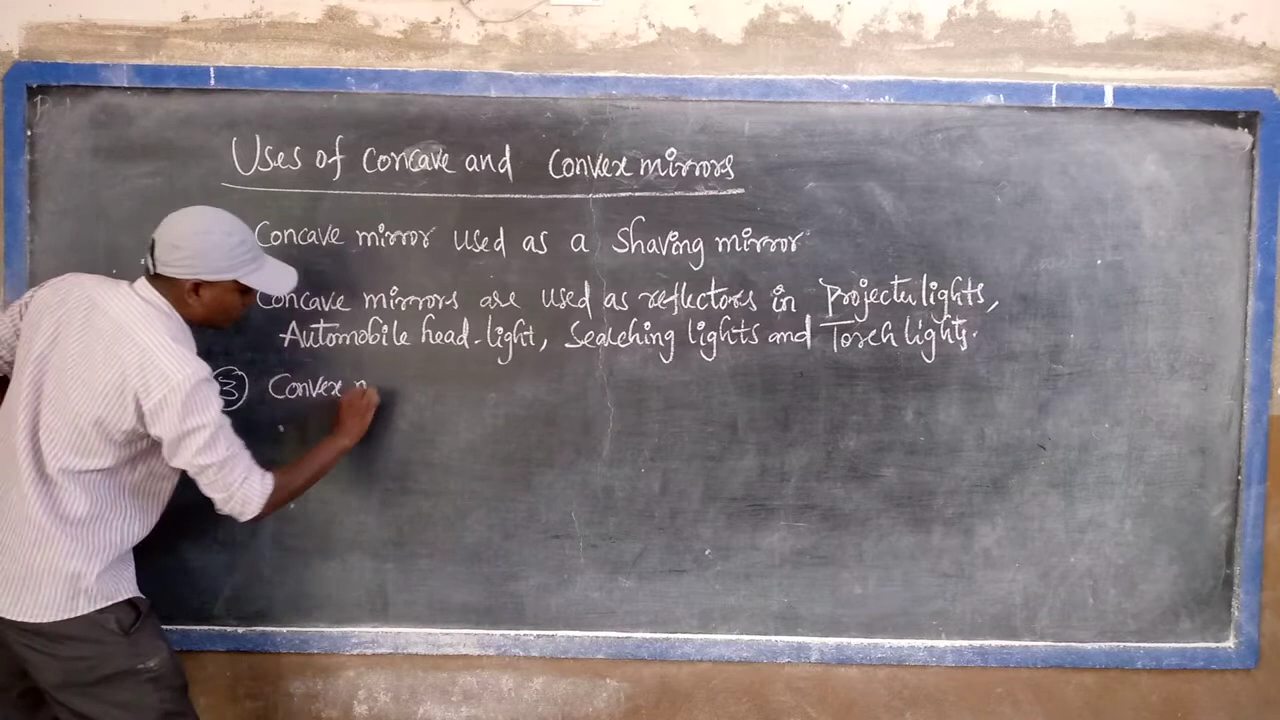 Uses of Concave and Convex mirrors
Concave mirror used as a Shaving mirror
Concave mirrors are used as reflectors in Projector lights,
Automobile head-light, Searching lights and Torch lights.
③ Convex